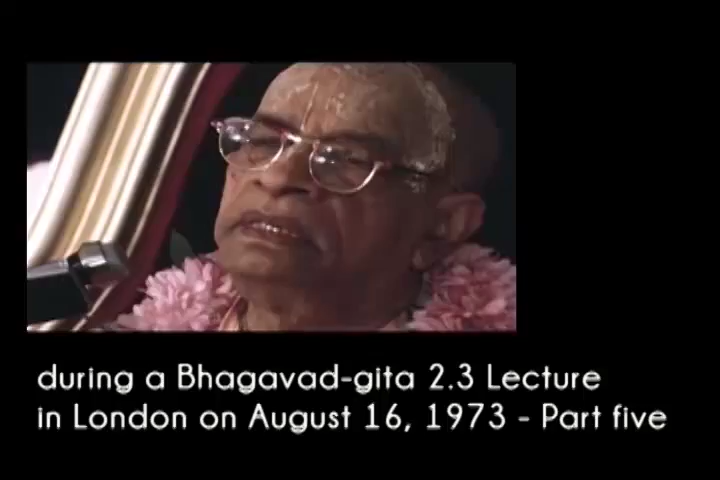 during a Bhagavad-gita 2.3 Lecture
in London on August 16, 1973 - Part five